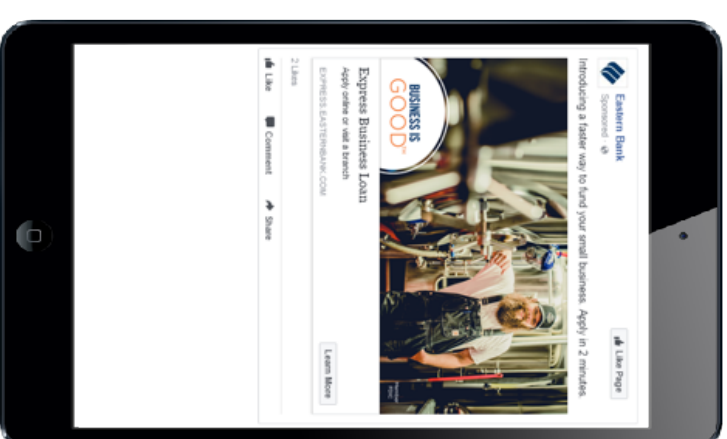 Eastern Bank
Sponsored
Like Page
Introducing a faster way to fund your small business. Apply in 2 minutes.
BUSINESS IS
GOOD™
Express Business Loan
Apply online or visit a branch
EXPRESS.EASTERNBANK.COM
Learn More
2 Likes
Like Comment Share